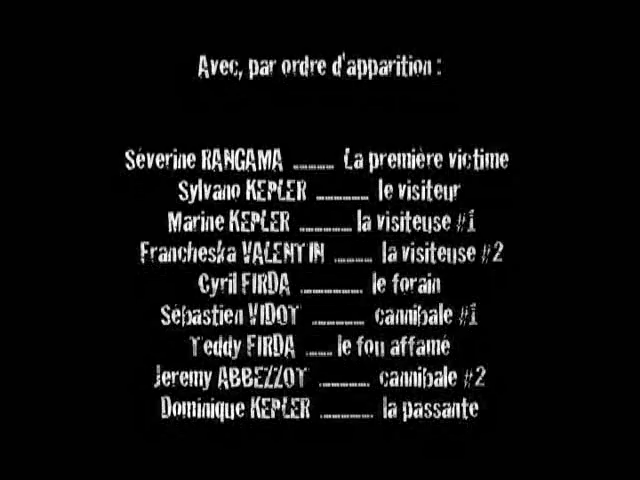 Avec, par ordre d'apparition :
Séverine RANGAMA ........... La première victime
Sylvano KEPLER .............. le visiteur
Marine KEPLER .............. la visiteuse #1
Francheska VALENTIN .......... la visiteuse #2
Cyril FIRDA ................. le forain
Sébastien VIDOT .............. cannibale #1
Teddy FIRDA ....... le fou affamé
Jeremy ABBEZZOT .............. cannibale #2
Dominique KEPLER .............. la passante